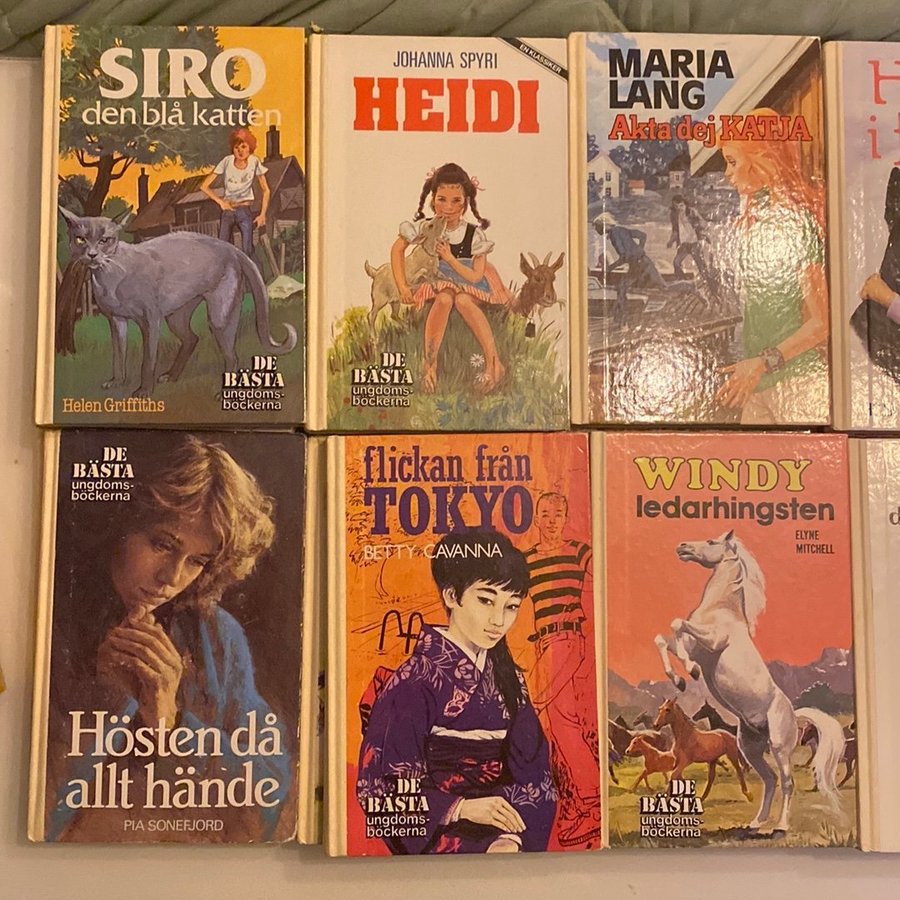 SIRO
den blå katten
DE
BÄSTA
ungdoms-
böckerna
Helen Griffiths
EN KLASSIKER
JOHANNA SPYRI
HEIDI
DE
BÄSTA
ungdoms-
böckerna
MARIA
LANG
Akta dej KATJA
H
i
DE
BÄSTA
ungdoms-
böckerna
Hösten då
allt hände
PIA SONEFJORD
flickan från
TOKYO
BETTY CAVANNA
DE
BÄSTA
ungdoms-
böckerna
WINDY
ledarhingsten
ELYNE
MITCHELL
DE
BÄSTA
ungdoms-
böckerna
d